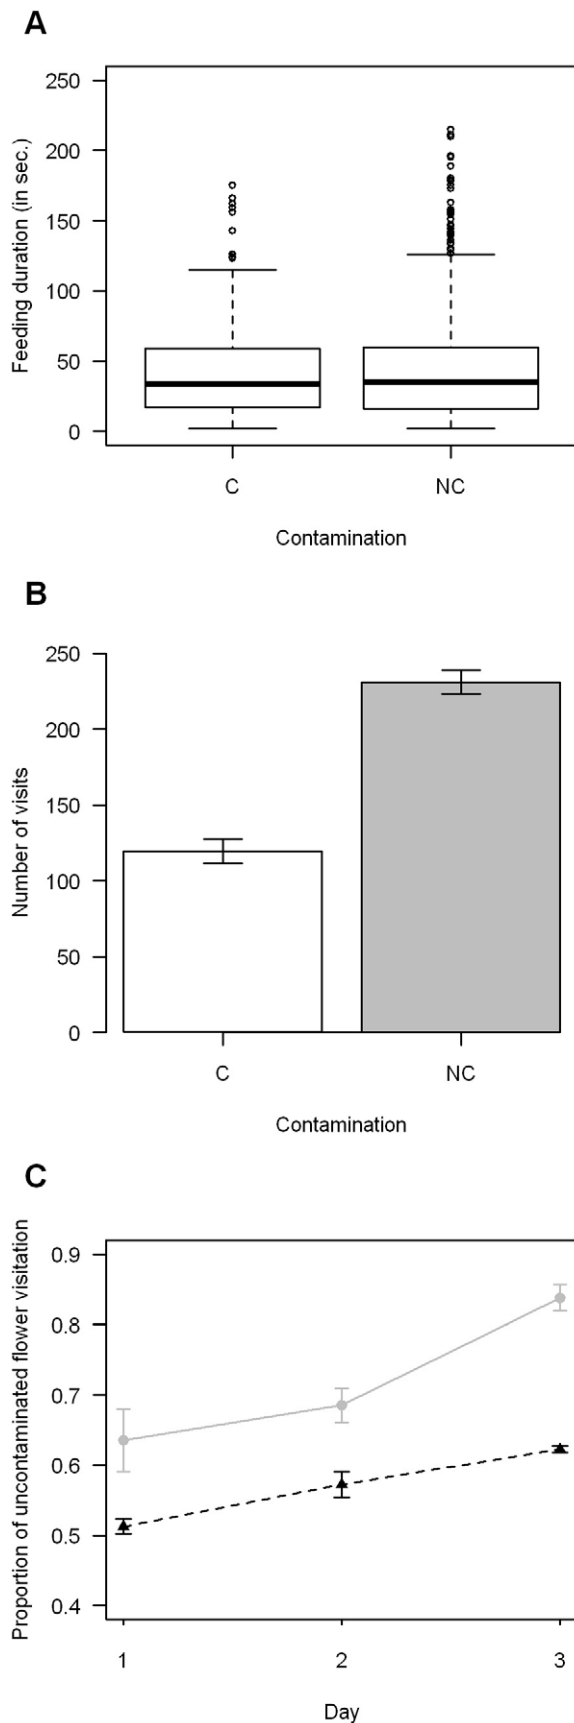 A
250
200
150
100
50
0
Feeding duration (in sec.)
C NC
Contamination
B
250
200
150
100
50
0
Number of visits
C NC
Contamination
C
0.9
0.8
0.7
0.6
0.5
0.4
Proportion of uncontaminated flower visitation
1 2 3
Day